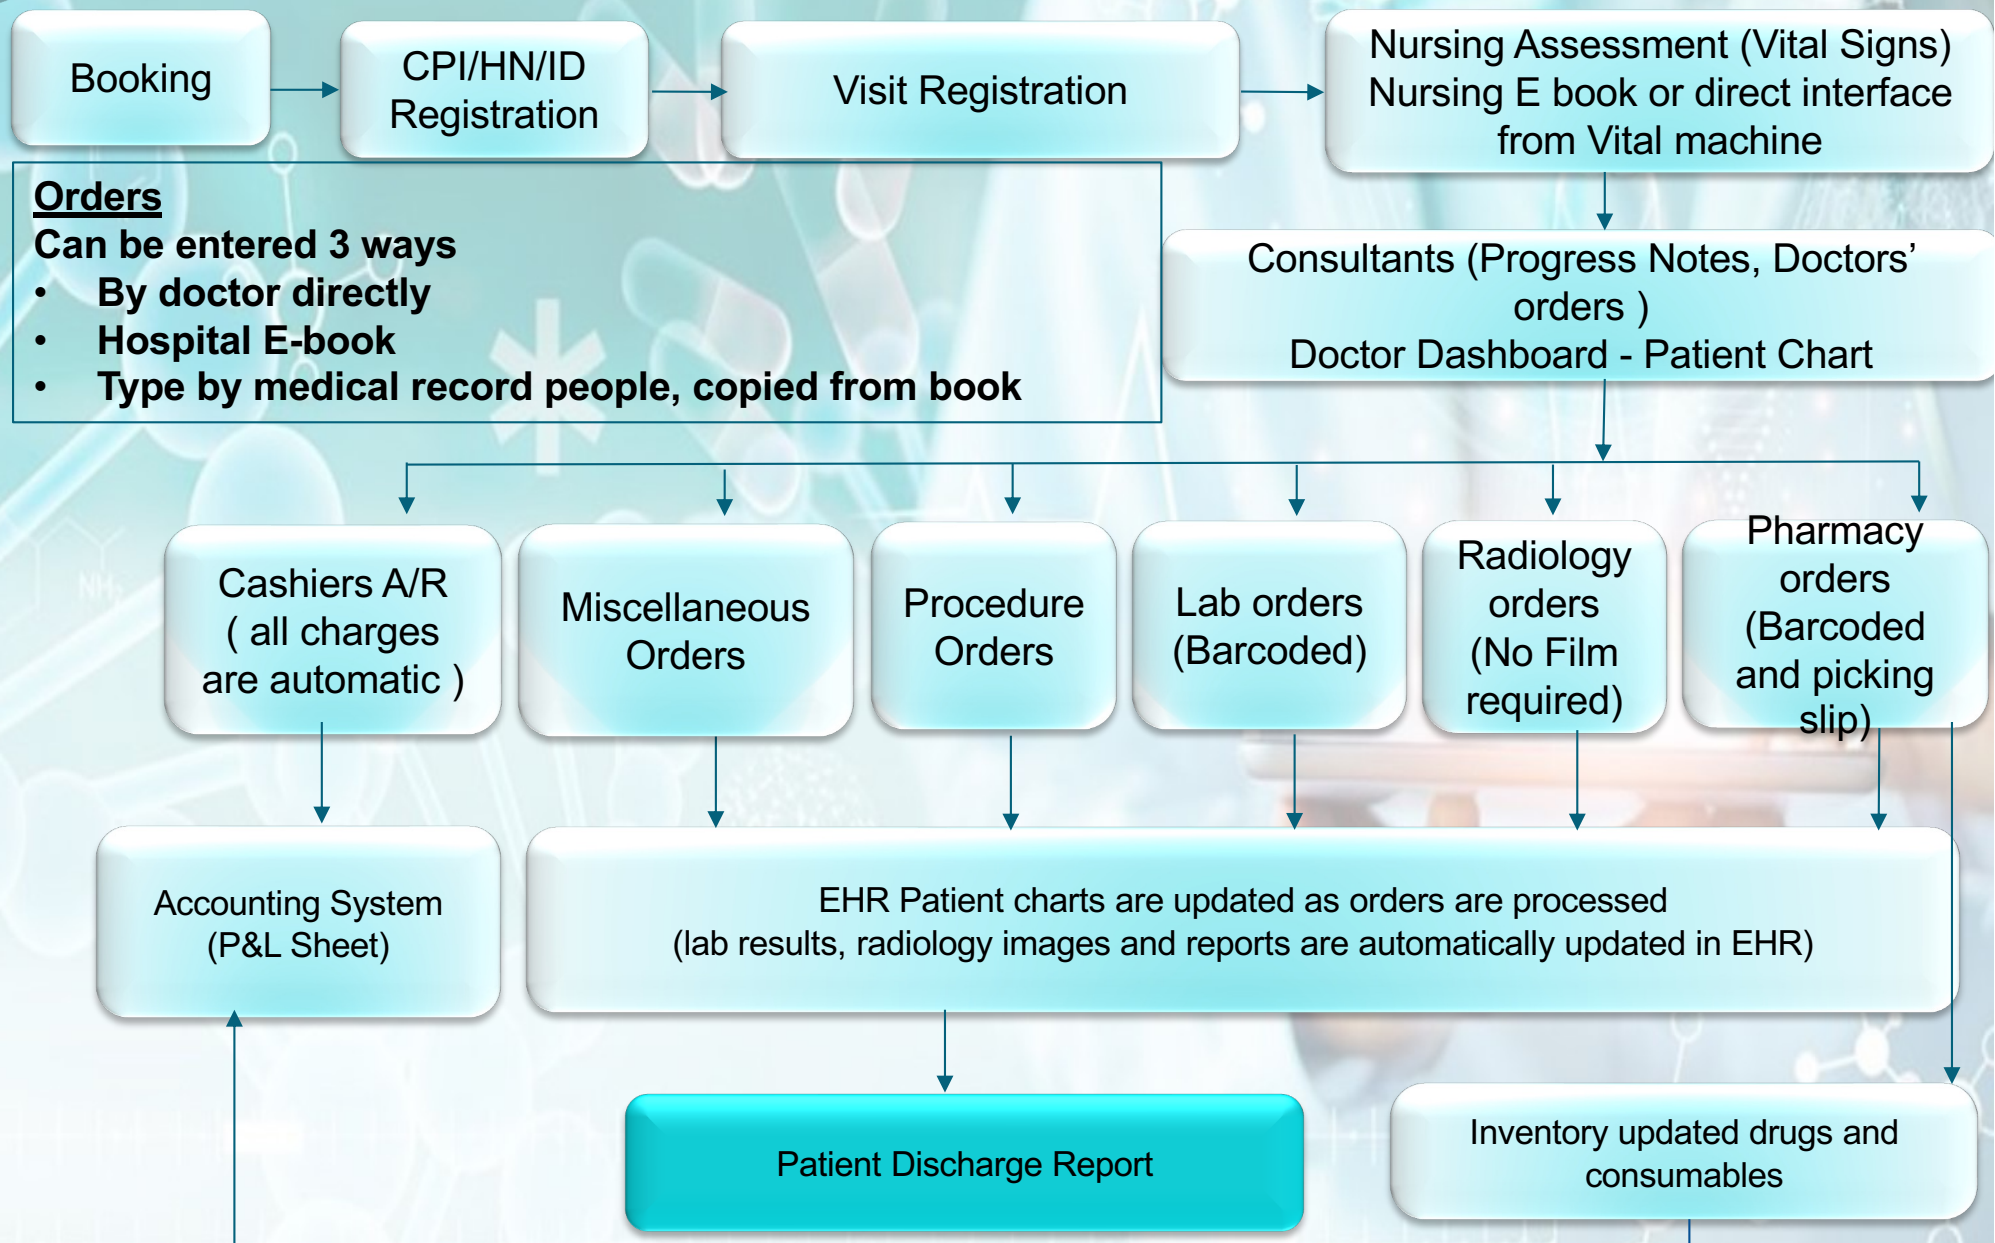 Booking
CPI/HN/ID
Registration
Visit Registration
Nursing Assessment (Vital Signs)
Nursing E book or direct interface
from Vital machine
Orders
Can be entered 3 ways
• By doctor directly
• Hospital E-book
• Type by medical record people, copied from book
Consultants (Progress Notes, Doctors’
orders )
Doctor Dashboard - Patient Chart
Cashiers A/R
( all charges
are automatic )
Miscellaneous
Orders
Procedure
Orders
Lab orders
(Barcoded)
Radiology
orders
(No Film
required)
Pharmacy
orders
(Barcoded
and picking
slip)
Accounting System
(P&L Sheet)
EHR Patient charts are updated as orders are processed
(lab results, radiology images and reports are automatically updated in EHR)
Patient Discharge Report
Inventory updated drugs and
consumables
NH₂